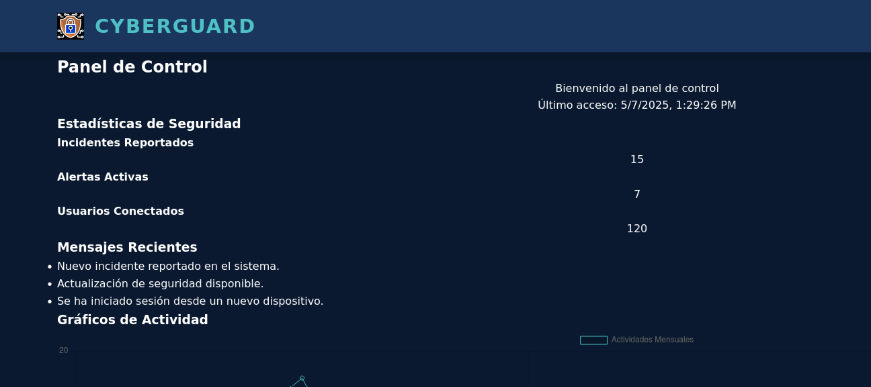 CYBERGUARD
Panel de Control
Bienvenido al panel de control
Último acceso: 5/7/2025, 1:29:26 PM
Estadísticas de Seguridad
Incidentes Reportados
15
Alertas Activas
7
Usuarios Conectados
120
Mensajes Recientes
Nuevo incidente reportado en el sistema.
Actualización de seguridad disponible.
Se ha iniciado sesión desde un nuevo dispositivo.
Gráficos de Actividad
Actividades Mensuales
20